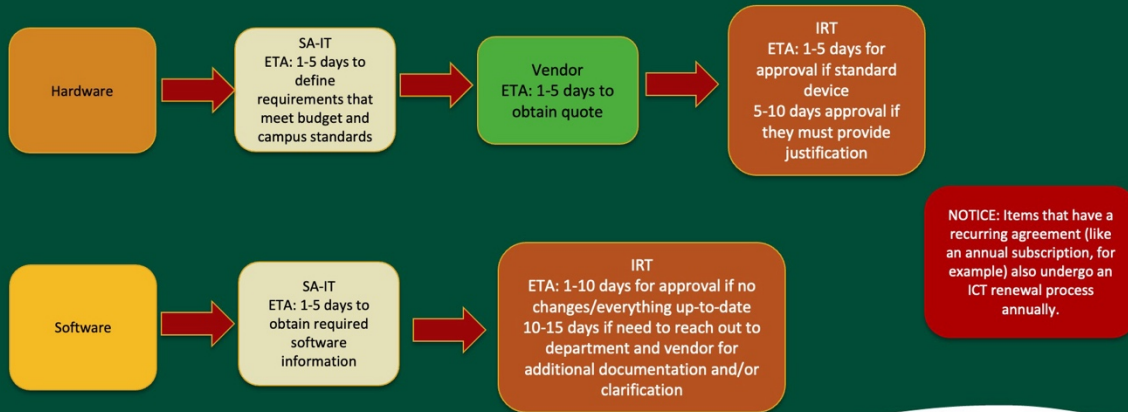 Hardware
SA-IT
ETA: 1-5 days to
define
requirements that
meet budget and
campus standards
Vendor
ETA: 1-5 days to
obtain quote
IRT
ETA: 1-5 days for
approval if standard
device
5-10 days approval if
they must provide
justification
NOTICE: Items that have a
recurring agreement (like
an annual subscription, for
example) also undergo an
ICT renewal process
annually.
Software
SA-IT
ETA: 1-5 days to
obtain required
software
information
IRT
ETA: 1-10 days for approval if no
changes/everything up-to-date
10-15 days if need to reach out to
department and vendor for
additional documentation and/or
clarification